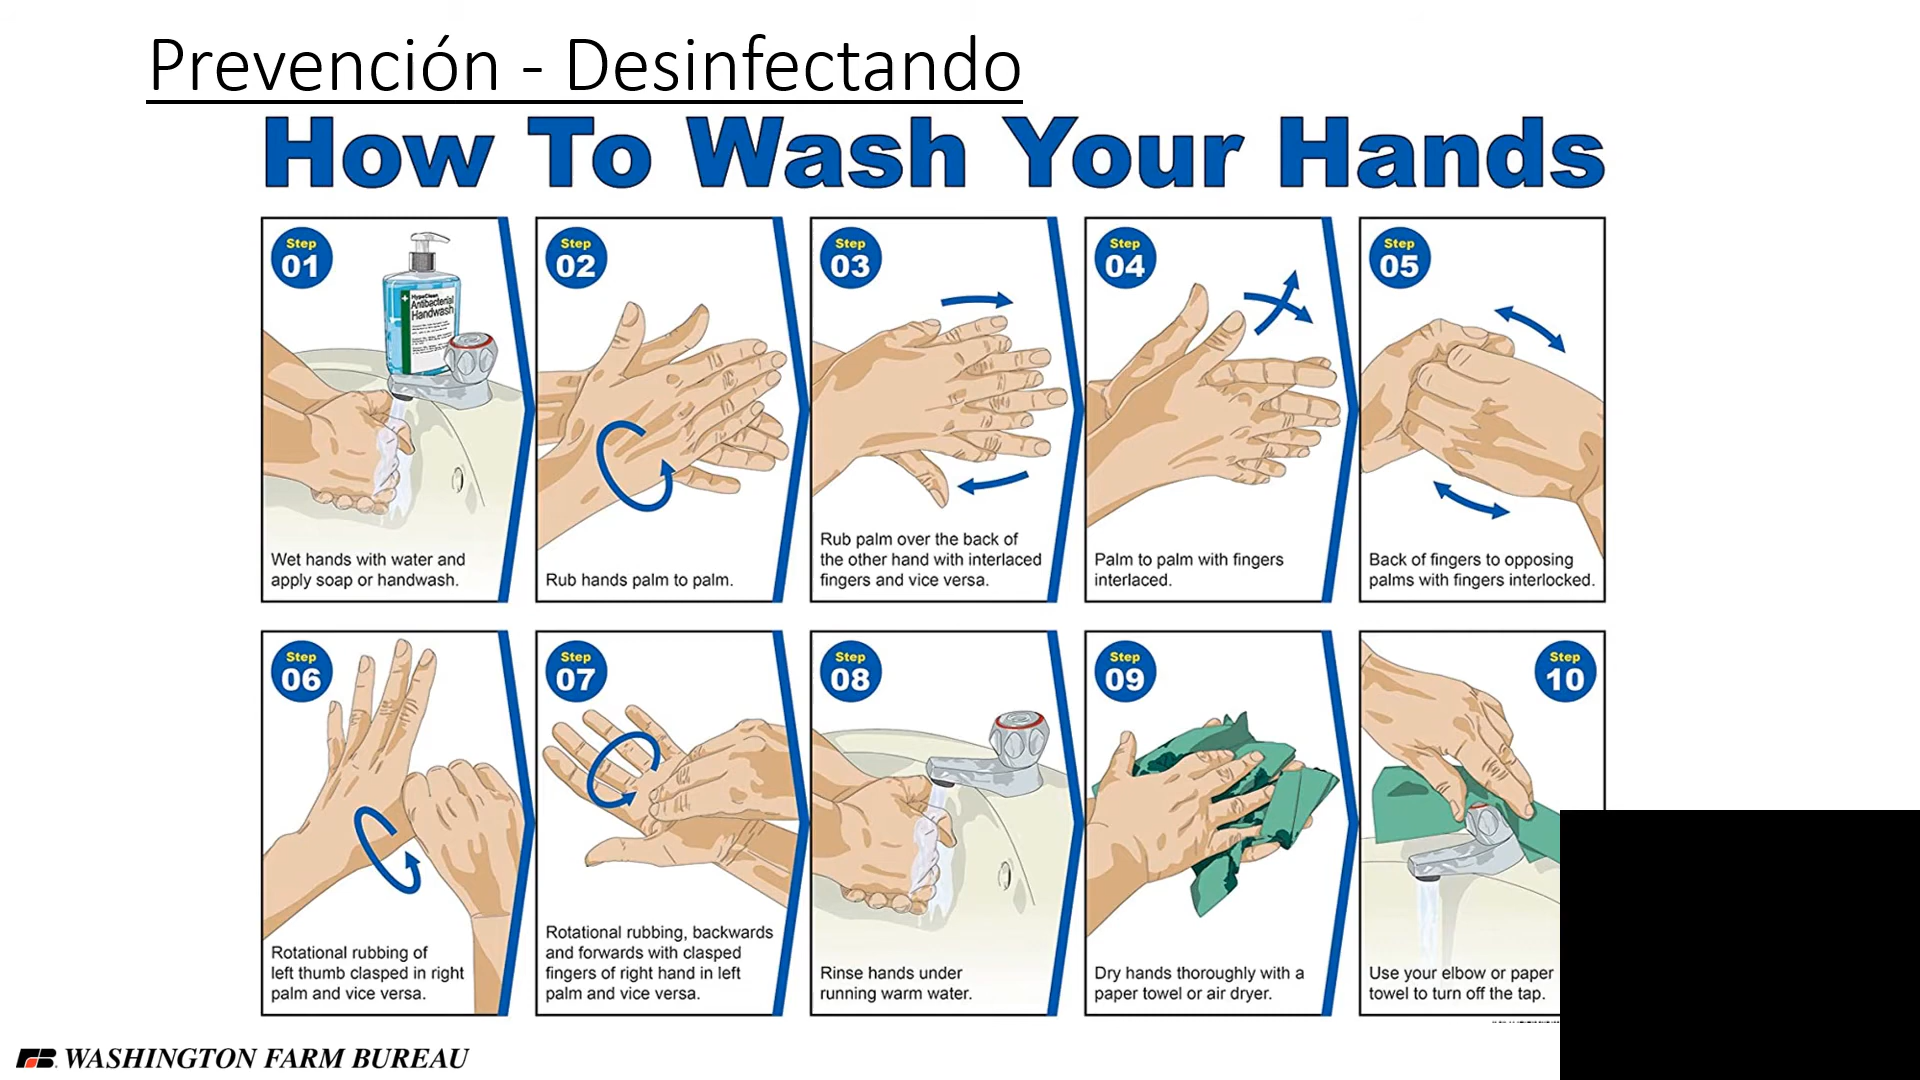 Prevención - Desinfectando
How To Wash Your Hands
Step
01
HypaClean
Antibacterial
Handwash
Wet hands with water and
apply soap or handwash.
Step
02
Rub hands palm to palm.
Step
03
Rub palm over the back of
the other hand with interlaced
fingers and vice versa.
Step
04
Palm to palm with fingers
interlaced.
Step
05
Back of fingers to opposing
palms with fingers interlocked.
Step
06
Rotational rubbing of
left thumb clasped in right
palm and vice versa.
Step
07
Rotational rubbing, backwards
and forwards with clasped
fingers of right hand in left
palm and vice versa.
Step
08
Rinse hands under
running warm water.
Step
09
Dry hands thoroughly with a
paper towel or air dryer.
Step
10
Use your elbow or paper
towel to turn off the tap.
WASHINGTON FARM BUREAU